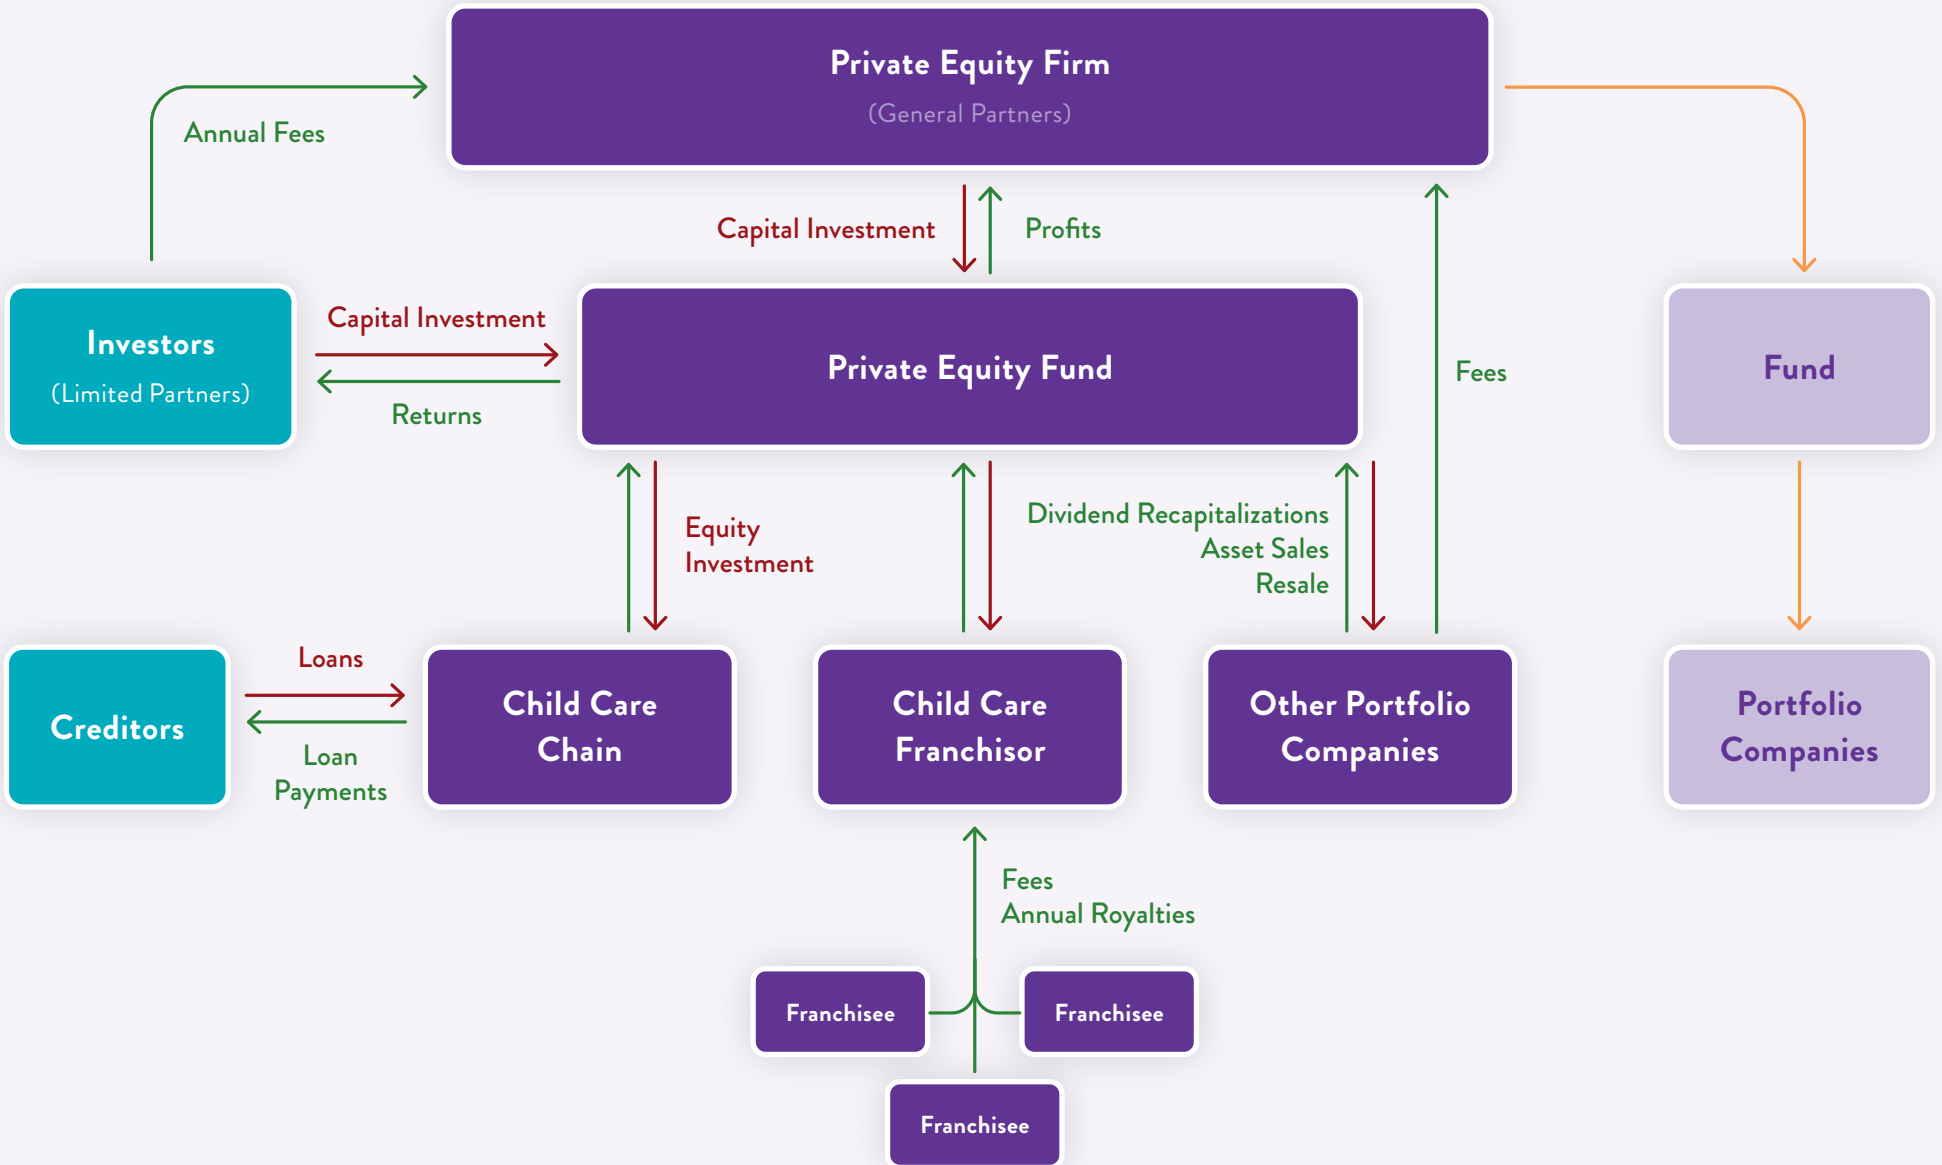 Private Equity Firm
(General Partners)
Annual Fees
Capital Investment
Profits
Investors
(Limited Partners)
Capital Investment
Returns
Private Equity Fund
Fees
Fund
Equity
Investment
Dividend Recapitalizations
Asset Sales
Resale
Creditors
Loans
Loan
Payments
Child Care
Chain
Child Care
Franchisor
Other Portfolio
Companies
Portfolio
Companies
Fees
Annual Royalties
Franchisee
Franchisee
Franchisee